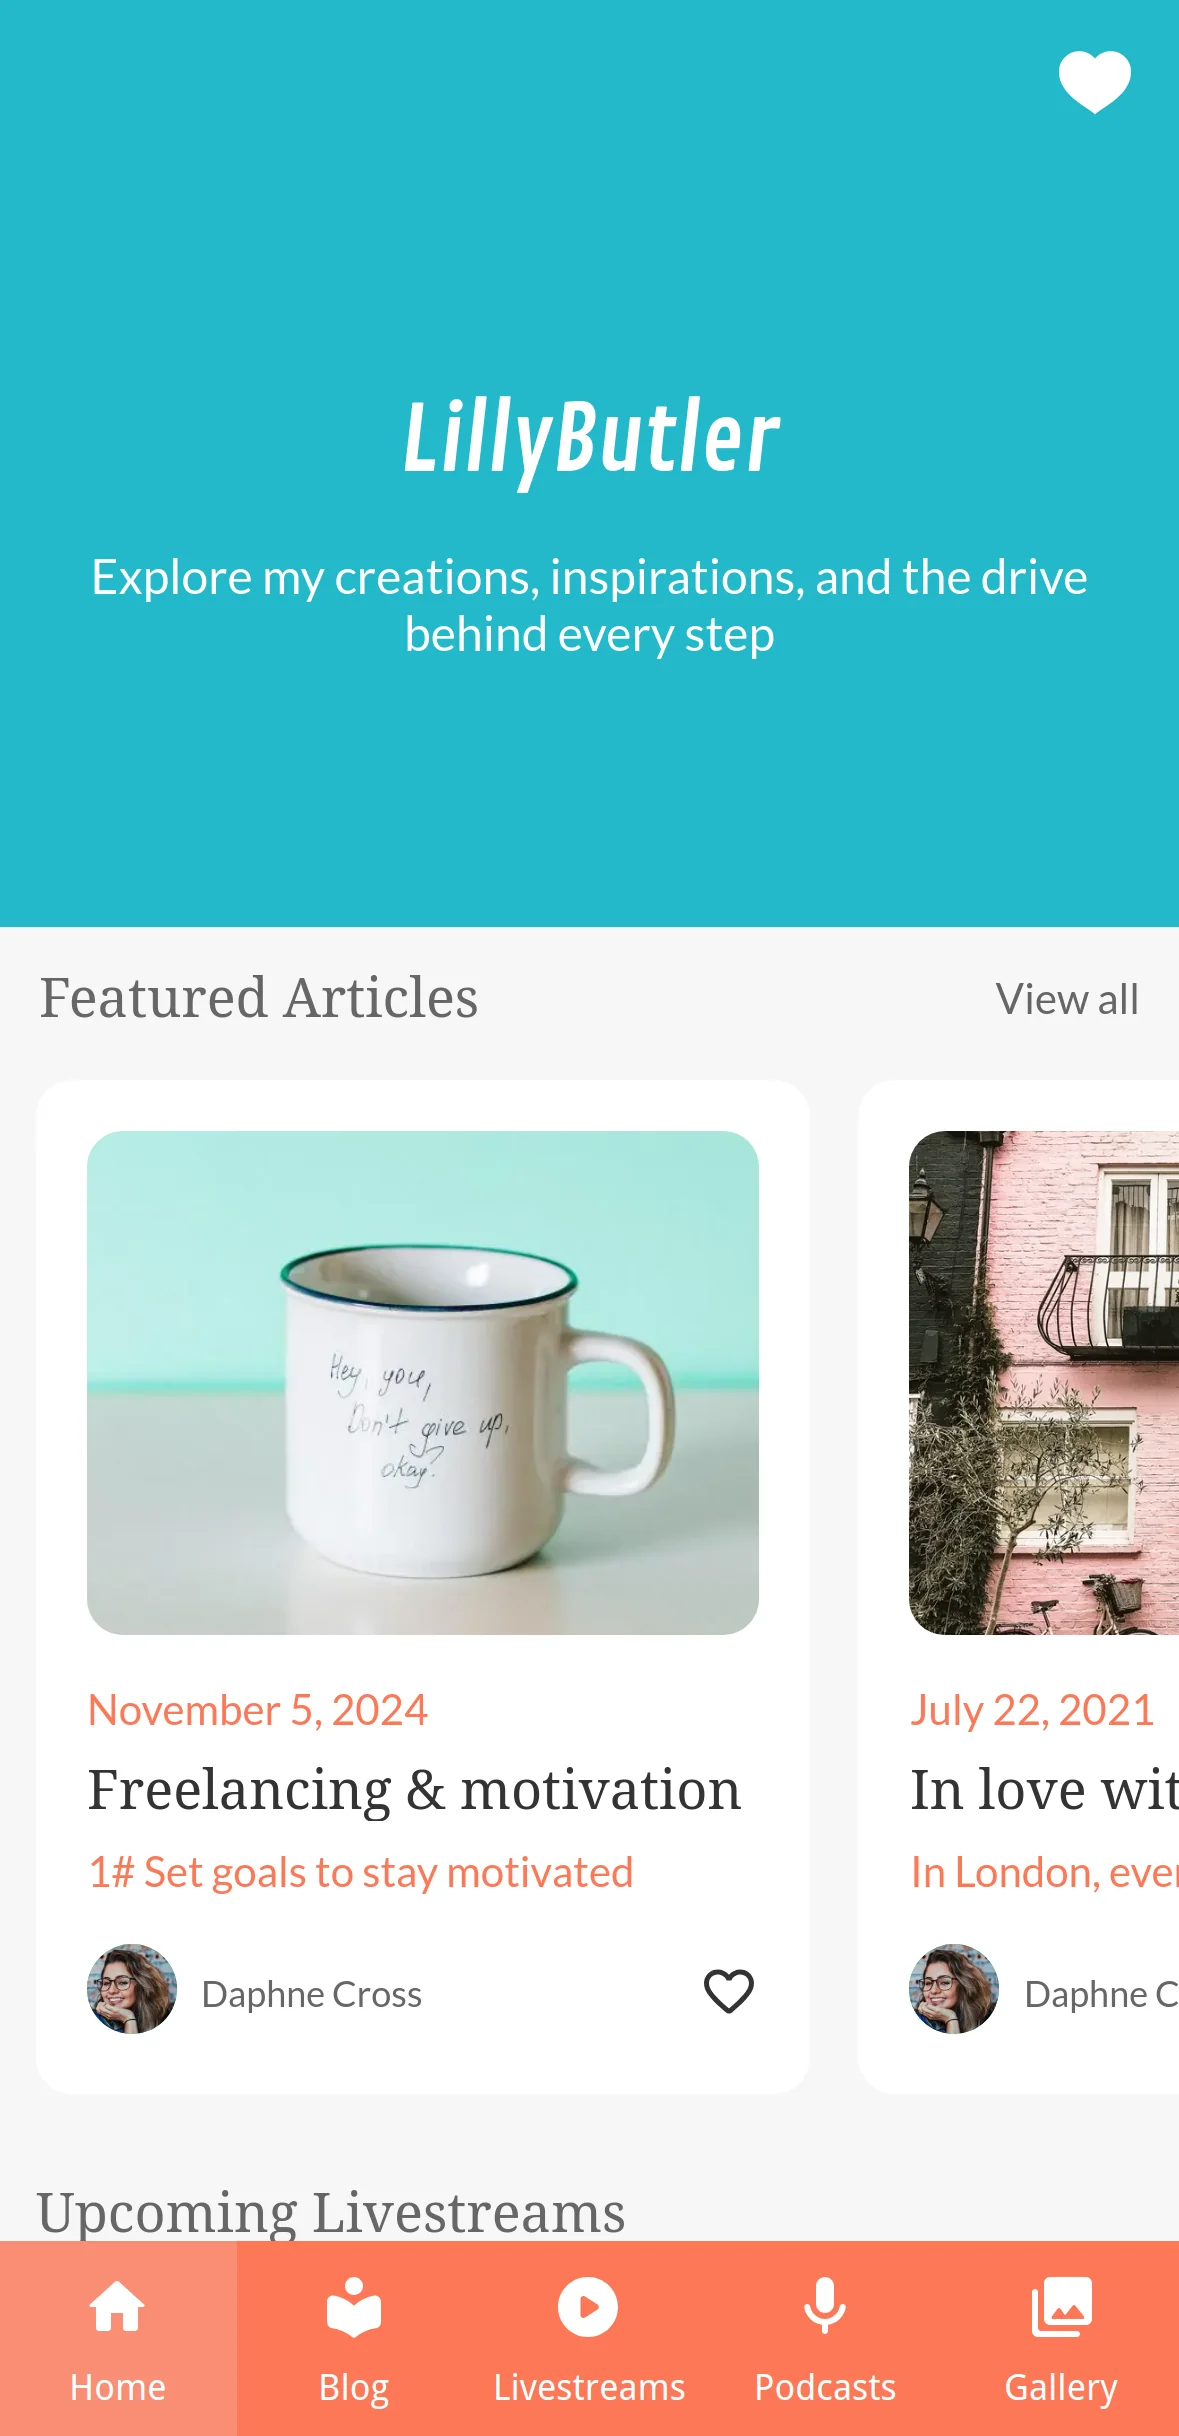 LillyButler
Explore my creations, inspirations, and the drive
behind every step
Featured Articles
View all
Hey, you,
Don't give up,
okay?
November 5, 2024
Freelancing & motivation
1# Set goals to stay motivated
Daphne Cross
July 22, 2021
In love wit
In London, ever
Daphne C
Upcoming Livestreams
Home
Blog
Livestreams
Podcasts
Gallery